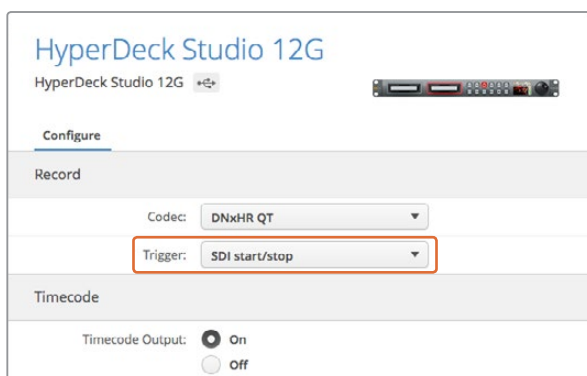 HyperDeck Studio 12G
HyperDeck Studio 12G
Configure
Record
Codec: DNxHR QT
Trigger: SDI start/stop
Timecode
Timecode Output: On
Off